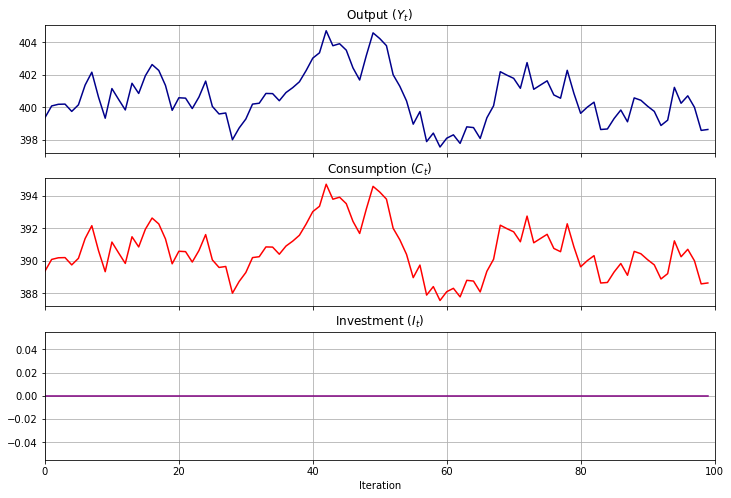 Output (Y_t)
404
402
400
398
Consumption (C_t)
394
392
390
388
Investment (I_t)
0.04
0.02
0.00
−0.02
−0.04
0 20 40 60 80 100
Iteration